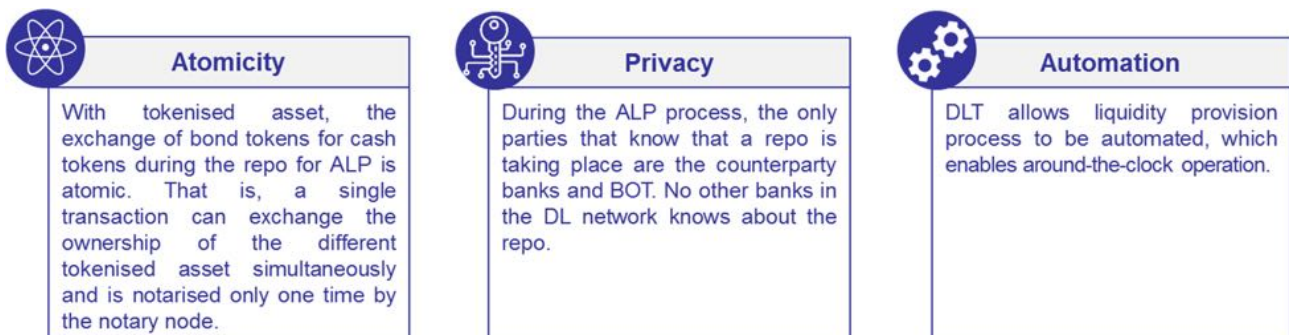 Atomicity
With tokenised asset, the
exchange of bond tokens for cash
tokens during the repo for ALP is
atomic. That is, a single
transaction can exchange the
ownership of the different
tokenised asset simultaneously
and is notarised only one time by
the notary node.
Privacy
During the ALP process, the only
parties that know that a repo is
taking place are the counterparty
banks and BOT. No other banks in
the DL network knows about the
repo.
Automation
DLT allows liquidity provision
process to be automated, which
enables around-the-clock operation.